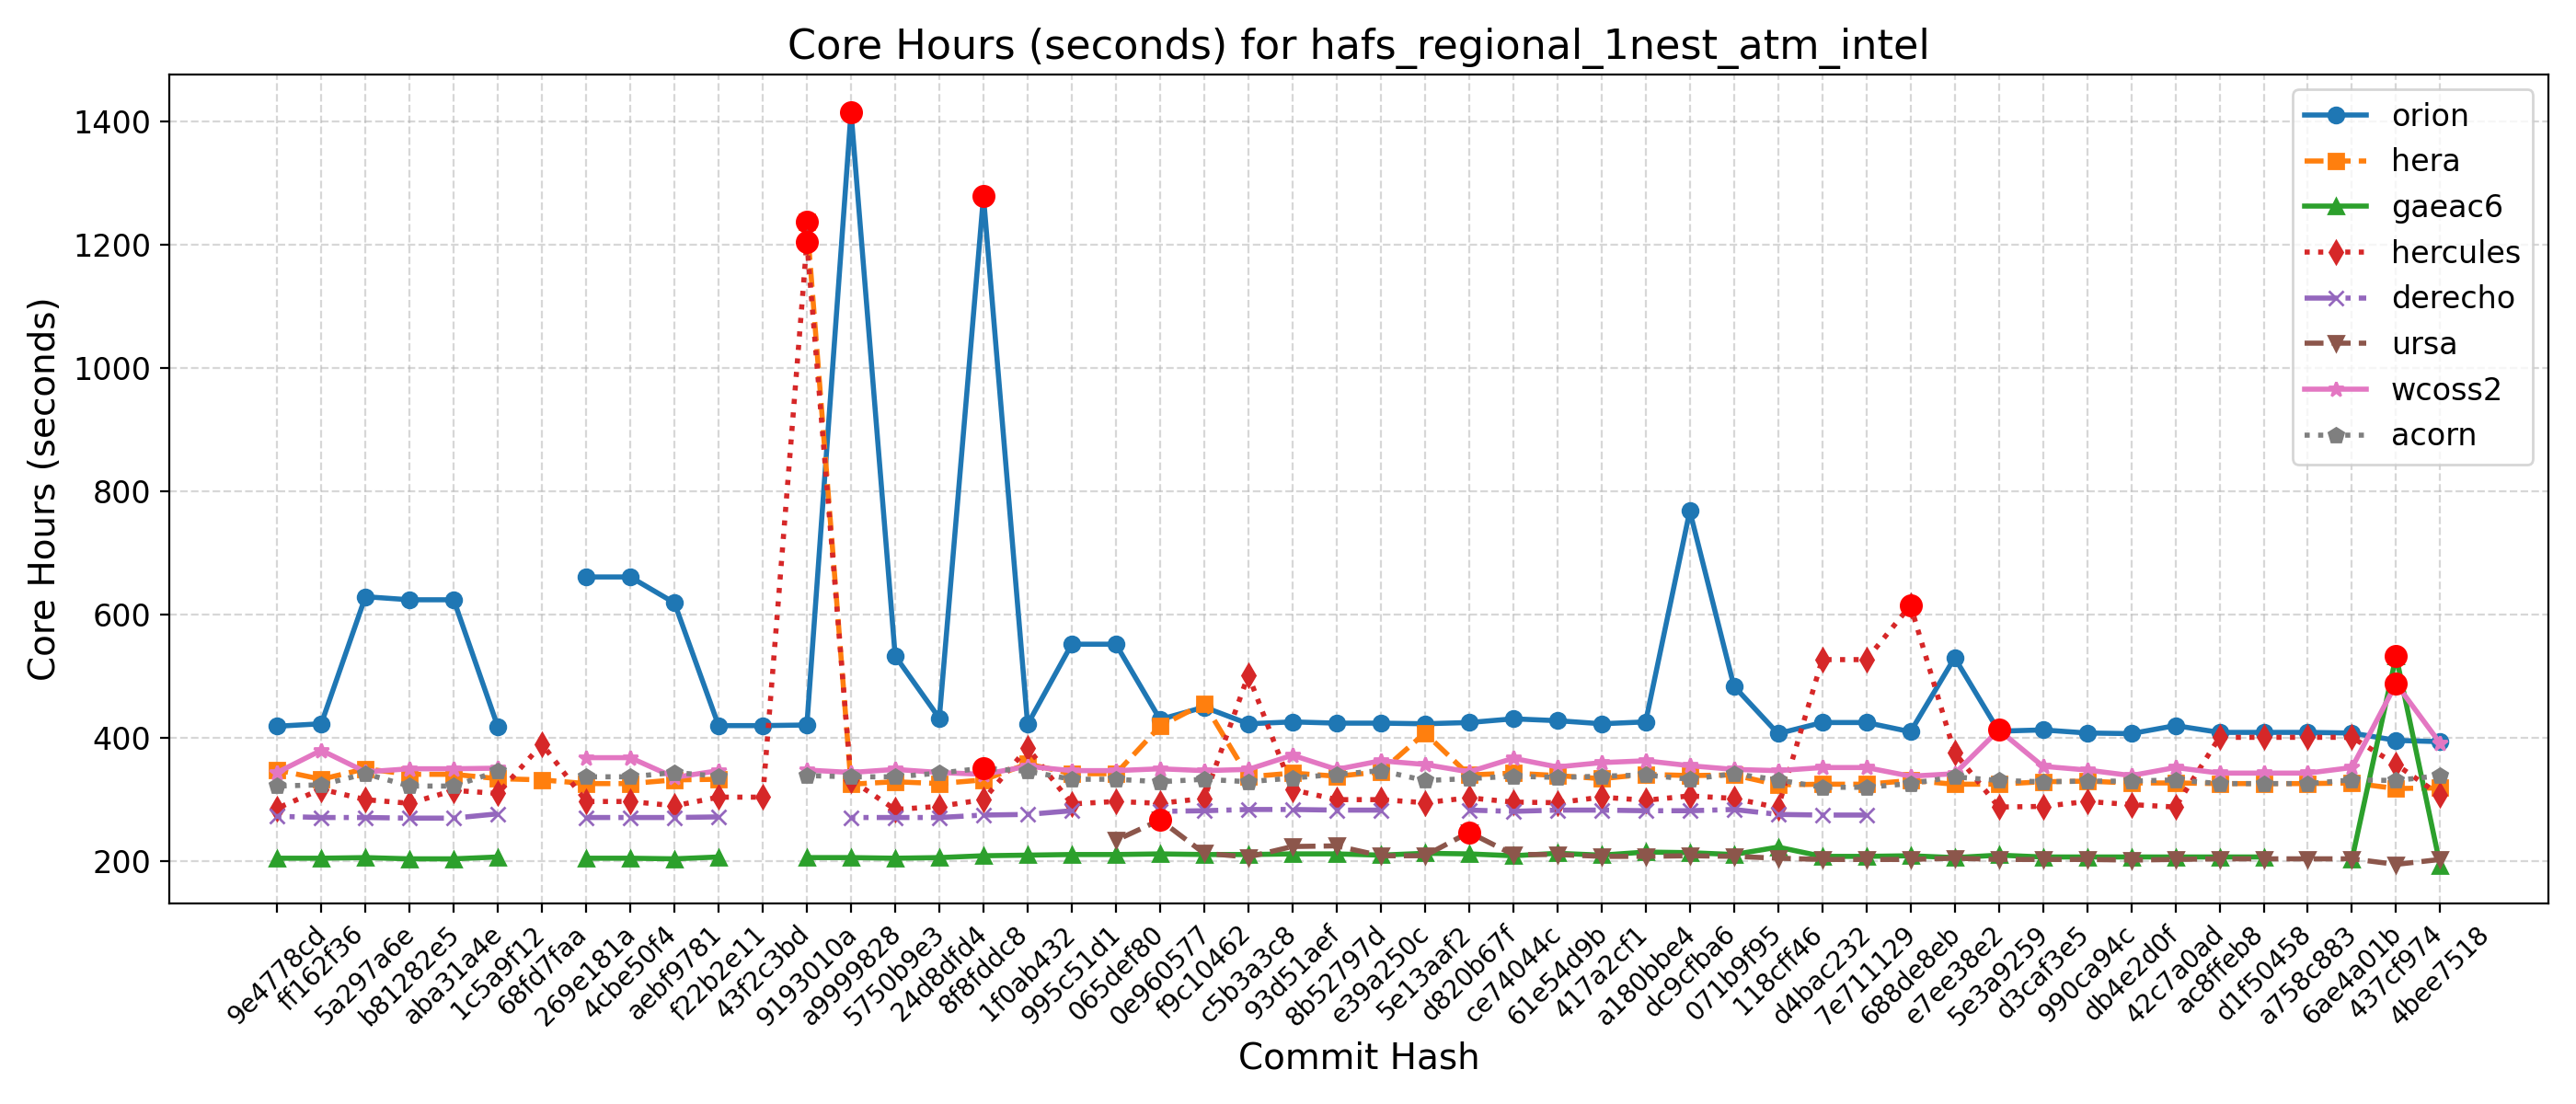 Core Hours (seconds) for hafs_regional_1nest_atm_intel
Core Hours (seconds)
1400
1200
1000
800
600
400
200
orion
hera
gaeac6
hercules
derecho
ursa
wcoss2
acorn
9e4778cd
ff162f36
5a297a6e
b81282e5
aba31a4e
1c5a9f12
68fd7faa
269e181a
4cbe50f4
aebf9781
f22b2e11
43f2c3bd
9193010a
a9999828
5750b9e3
24d8dfd4
8f8fddc8
1f0ab432
995c51d1
065def80
0e960577
f9c10462
c5b3a3c8
93d51aef
8b52797d
e39a250c
5e13aaf2
d820b67f
ce74044c
61e54d9b
417a2cf1
a180bbe4
dc9cfba6
071b9f95
118cff46
d4bac232
7e711129
688de8eb
e7ee38e2
5e3a9259
d3caf3e5
990ca94c
db4e2d0f
42c7a0ad
ac8ffeb8
d1f50458
a758c883
6ae4a01b
437cf974
4bee7518
Commit Hash